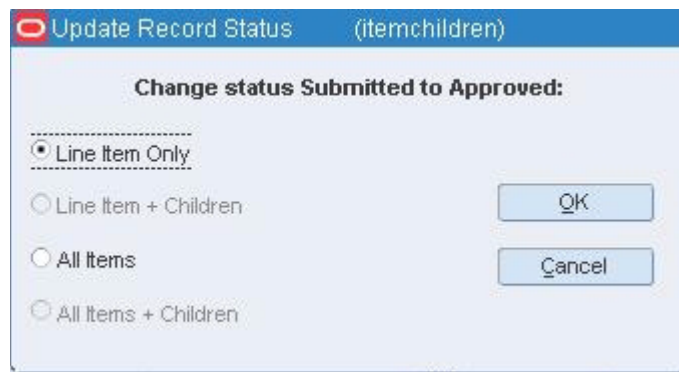 Update Record Status (itemchildren)
Change status Submitted to Approved:
Line Item Only
Line Item + Children
OK
All Items
Cancel
All Items + Children